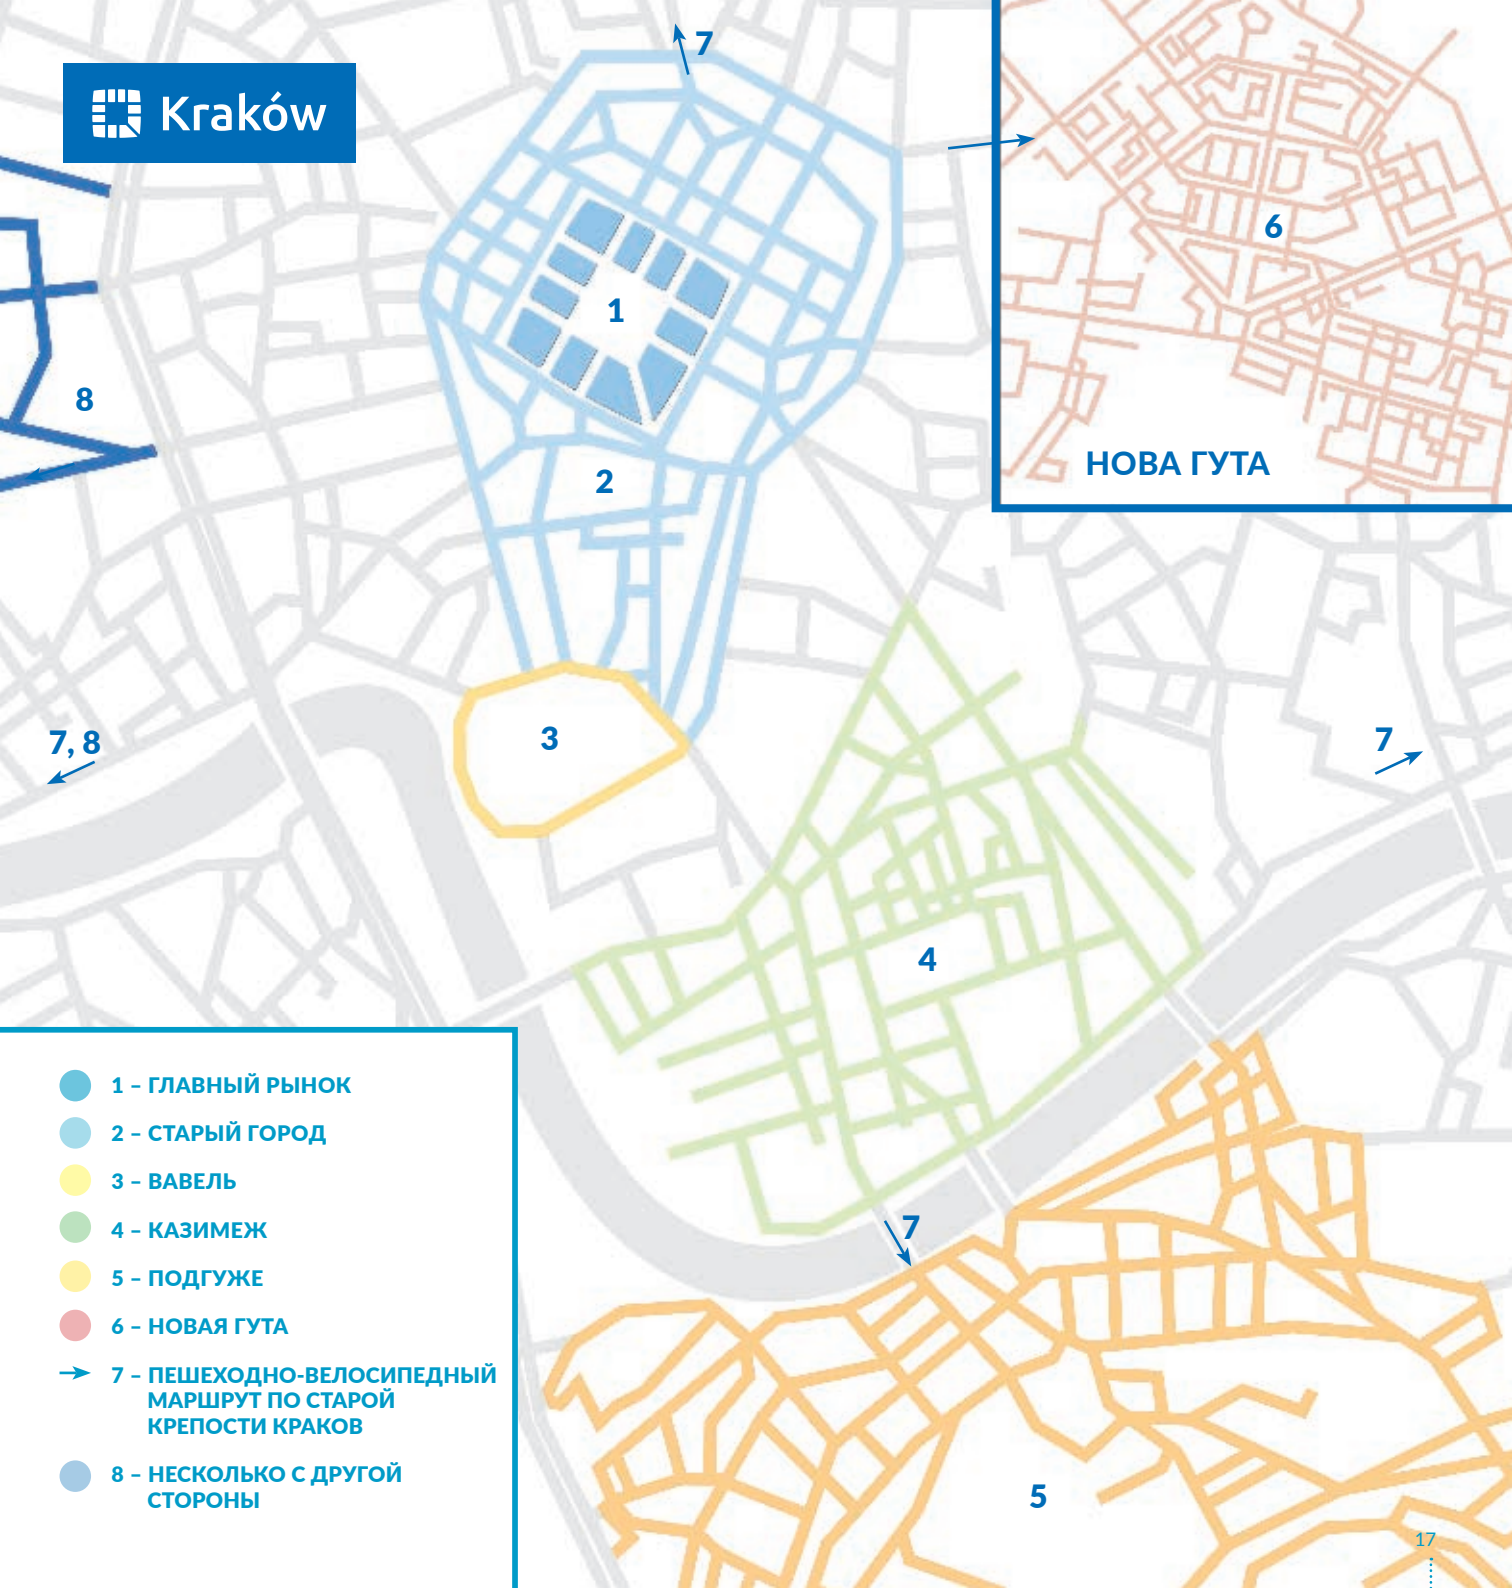 7
Kraków
6
1
8
НОВА ГУТА
2
3
7, 8
7
4
7
1 – ГЛАВНЫЙ РЫНОК
2 – СТАРЫЙ ГОРОД
3 – ВАВЕЛЬ
4 – КАЗИМЕЖ
5 – ПОДГУЖЕ
6 – НОВАЯ ГУТА
7 – ПЕШЕХОДНО-ВЕЛОСИПЕДНЫЙ
МАРШРУТ ПО СТАРОЙ
КРЕПОСТИ КРАКОВ
8 – НЕСКОЛЬКО С ДРУГОЙ
СТОРОНЫ
5
17